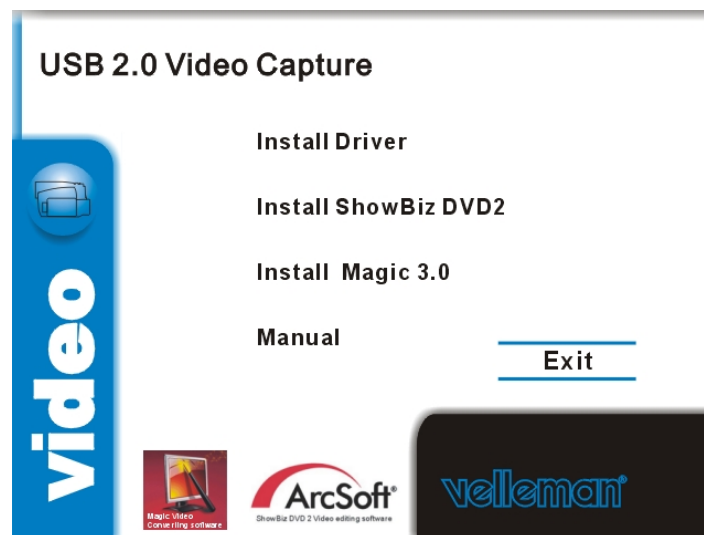 USB 2.0 Video Capture
Install Driver
Install ShowBiz DVD2
Install Magic 3.0
Manual
Exit
video
Magic Video
Converting software
ArcSoft®
ShowBiz DVD 2 Video editing software
velleman®